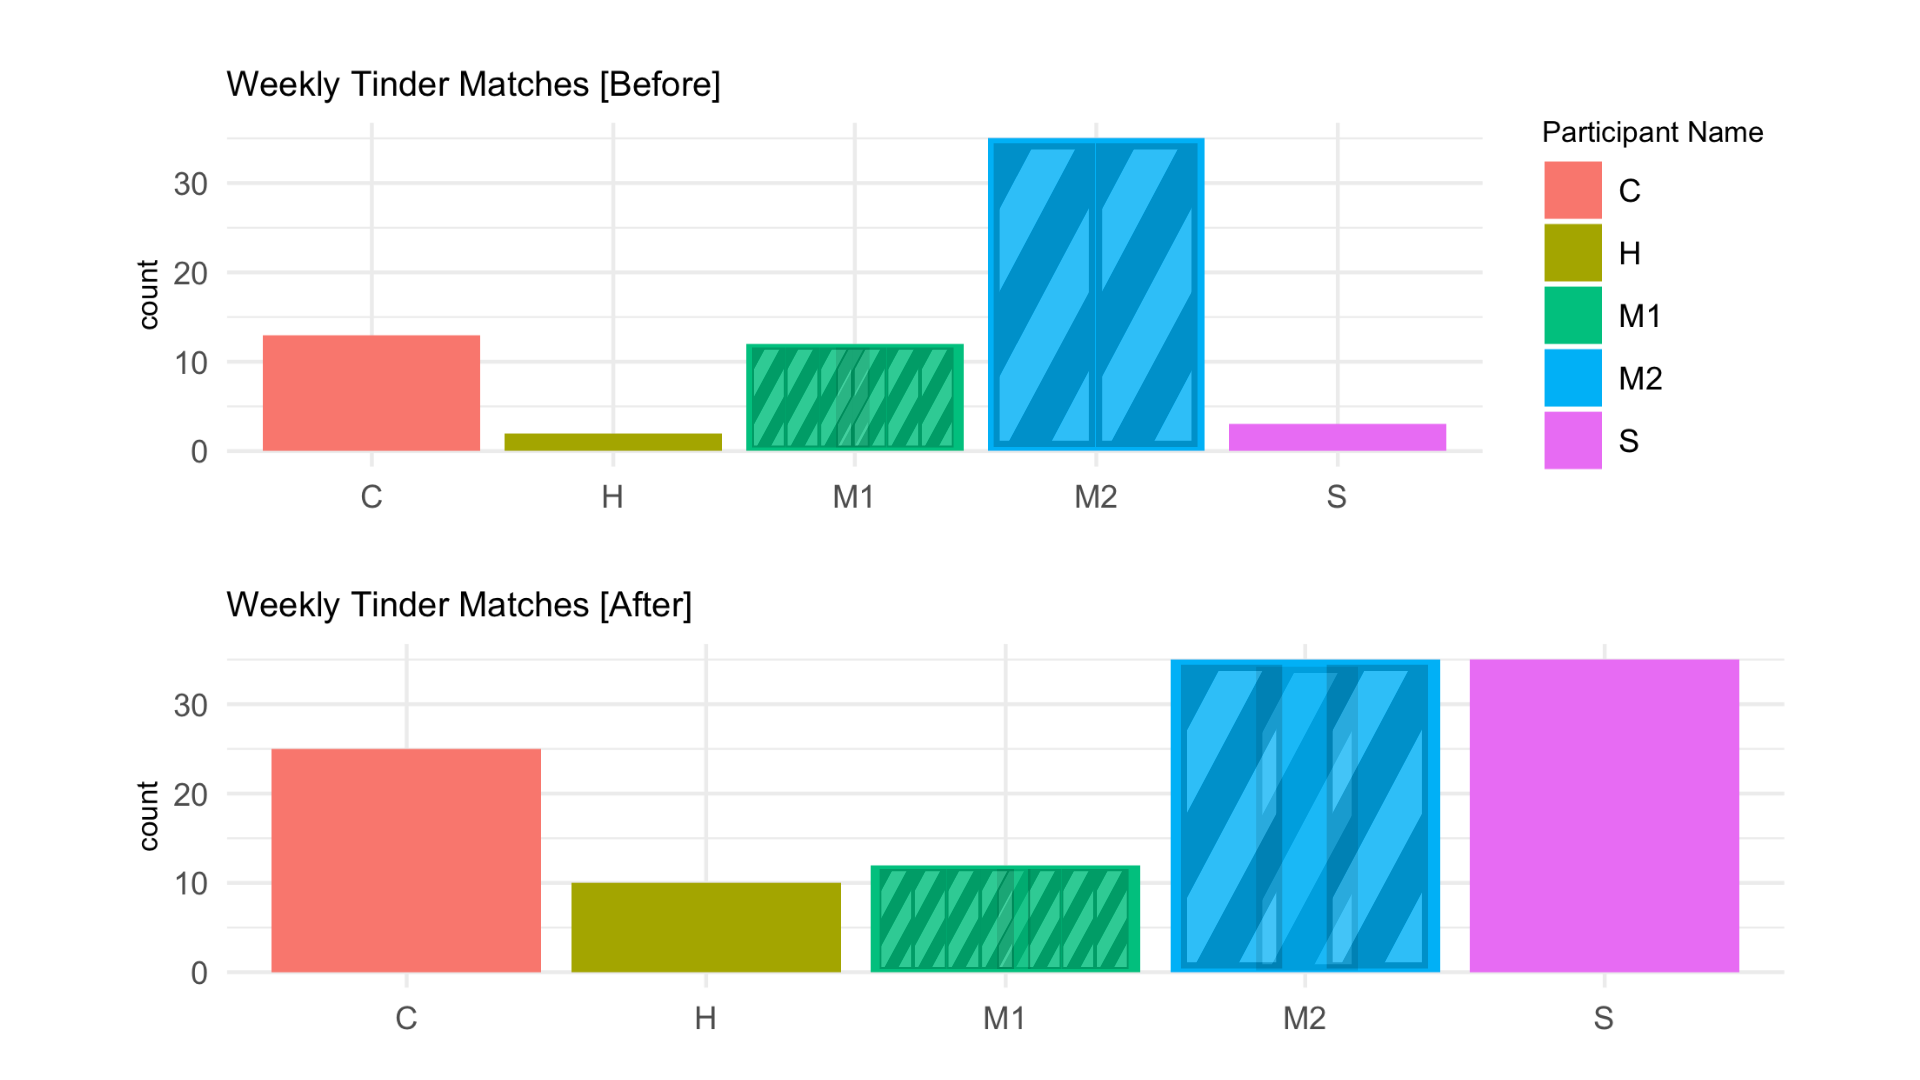 Weekly Tinder Matches [Before]
Participant Name
C
H
M1
M2
S
count
30
20
10
0
C H M1 M2 S
Weekly Tinder Matches [After]
count
30
20
10
0
C H M1 M2 S